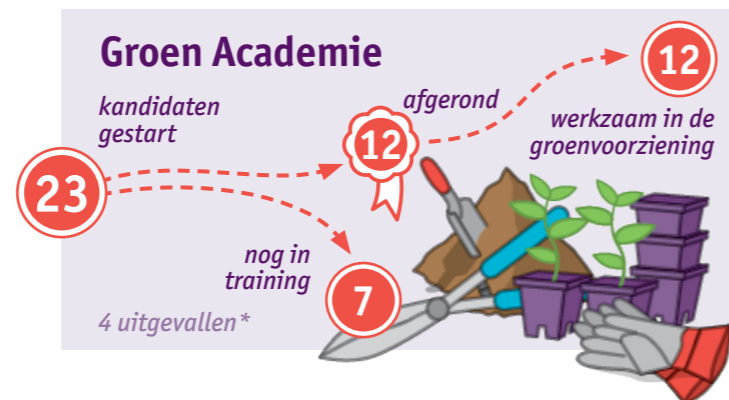 Groen Academie
kandidaten
gestart
23
afgerond
12
12
werkzaam in de
groenvoorziening
nog in
training
7
4 uitgevallen*